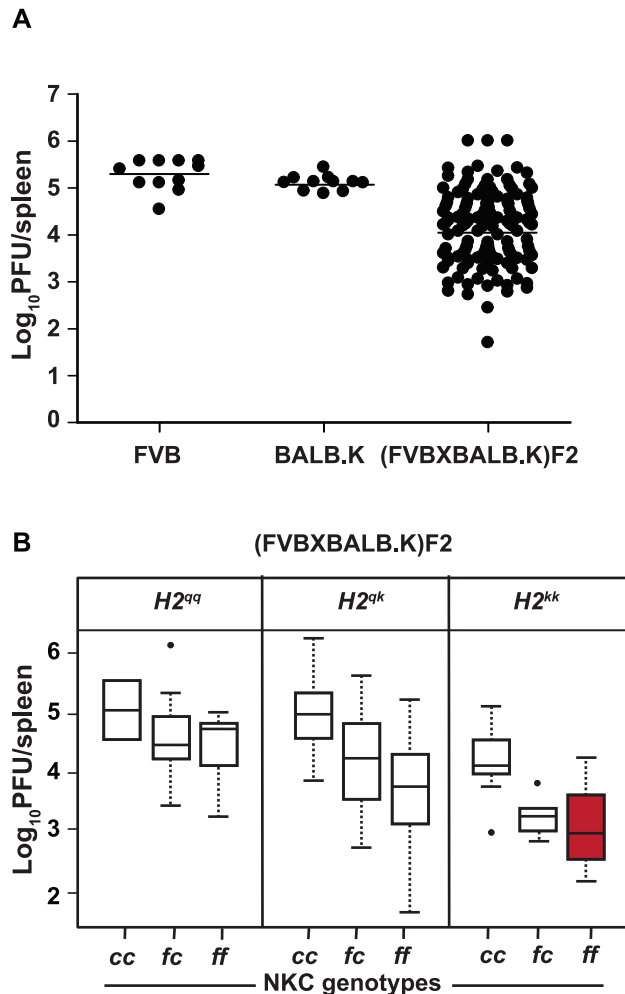 A
Log10PFU/spleen
7
6
5
4
3
2
1
0
FVB BALB.K (FVBXBALB.K)F2
B
(FVBXBALB.K)F2
H2qq H2qk H2kk
Log10PFU/spleen
6
5
4
3
2
cc fc ff cc fc ff cc fc ff
NKC genotypes